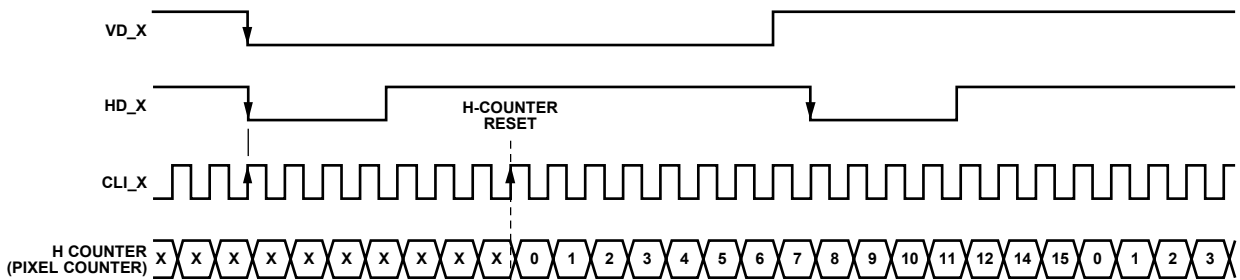 VD_X
HD_X
H-COUNTER
RESET
CLI_X
H COUNTER
(PIXEL COUNTER)
X X X X X X X X X X 0 1 2 3 4 5 6 7 8 9 10 11 12 14 15 0 1 2 3